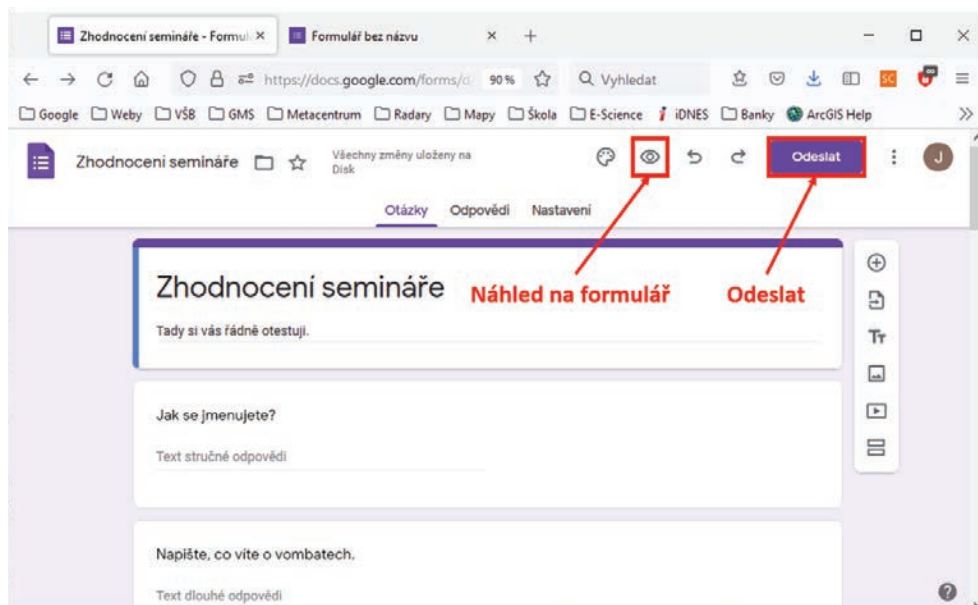 Zhodnocení semináře - Formulá
Formulář bez názvu
https://docs.google.com/forms/d
90 %
Vyhledat
SC
Google
Weby
VŠB
GMS
Metacentrum
Radary
Mapy
Škola
E-Science
iDNES
Banky
ArcGIS Help
Zhodnocení semináře
Všechny změny uloženy na
Disk
Odeslat
J
Otázky
Odpovědi
Nastavení
Zhodnocení semináře
Náhled na formulář
Odeslat
Tady si vás řádně otestuji.
Tт
Jak se jmenujete?
Text stručné odpovědi
Napište, co víte o vombatech.
Text dlouhé odpovědi